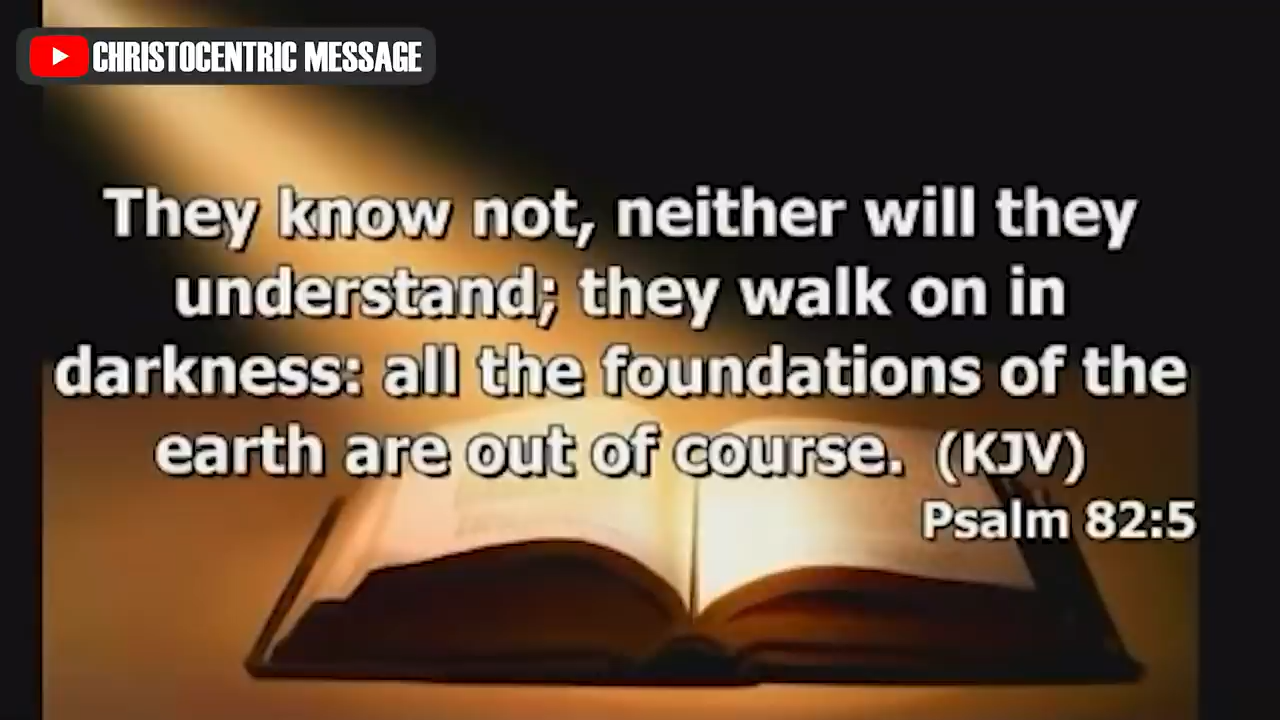 CHRISTOCENTRIC MESSAGE
They know not, neither will they
understand; they walk on in
darkness: all the foundations of the
earth are out of course. (KJV)
Psalm 82:5